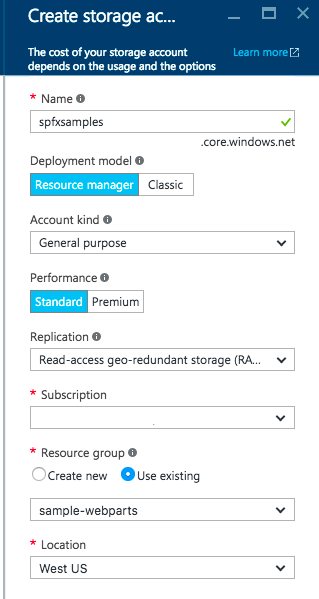 Create storage ac...
The cost of your storage account Learn more
depends on the usage and the options
* Name
spfxsamples
.core.windows.net
Deployment model
Resource manager Classic
Account kind
General purpose
Performance
Standard Premium
Replication
Read-access geo-redundant storage (RA...
* Subscription
* Resource group
Create new Use existing
sample-webparts
* Location
West US